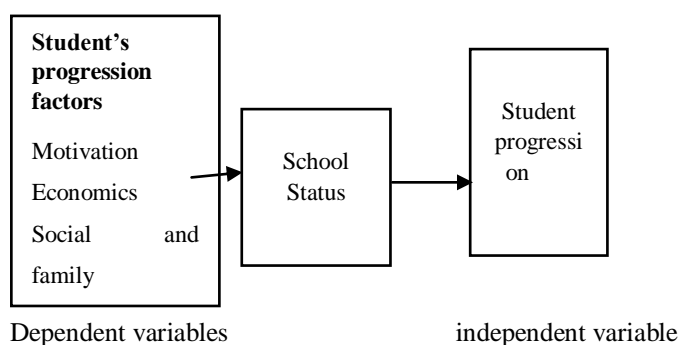 Student’s
progression
factors
Motivation
Economics
Social and
family
School
Status
Student
progressi
on
Dependent variables
independent variable